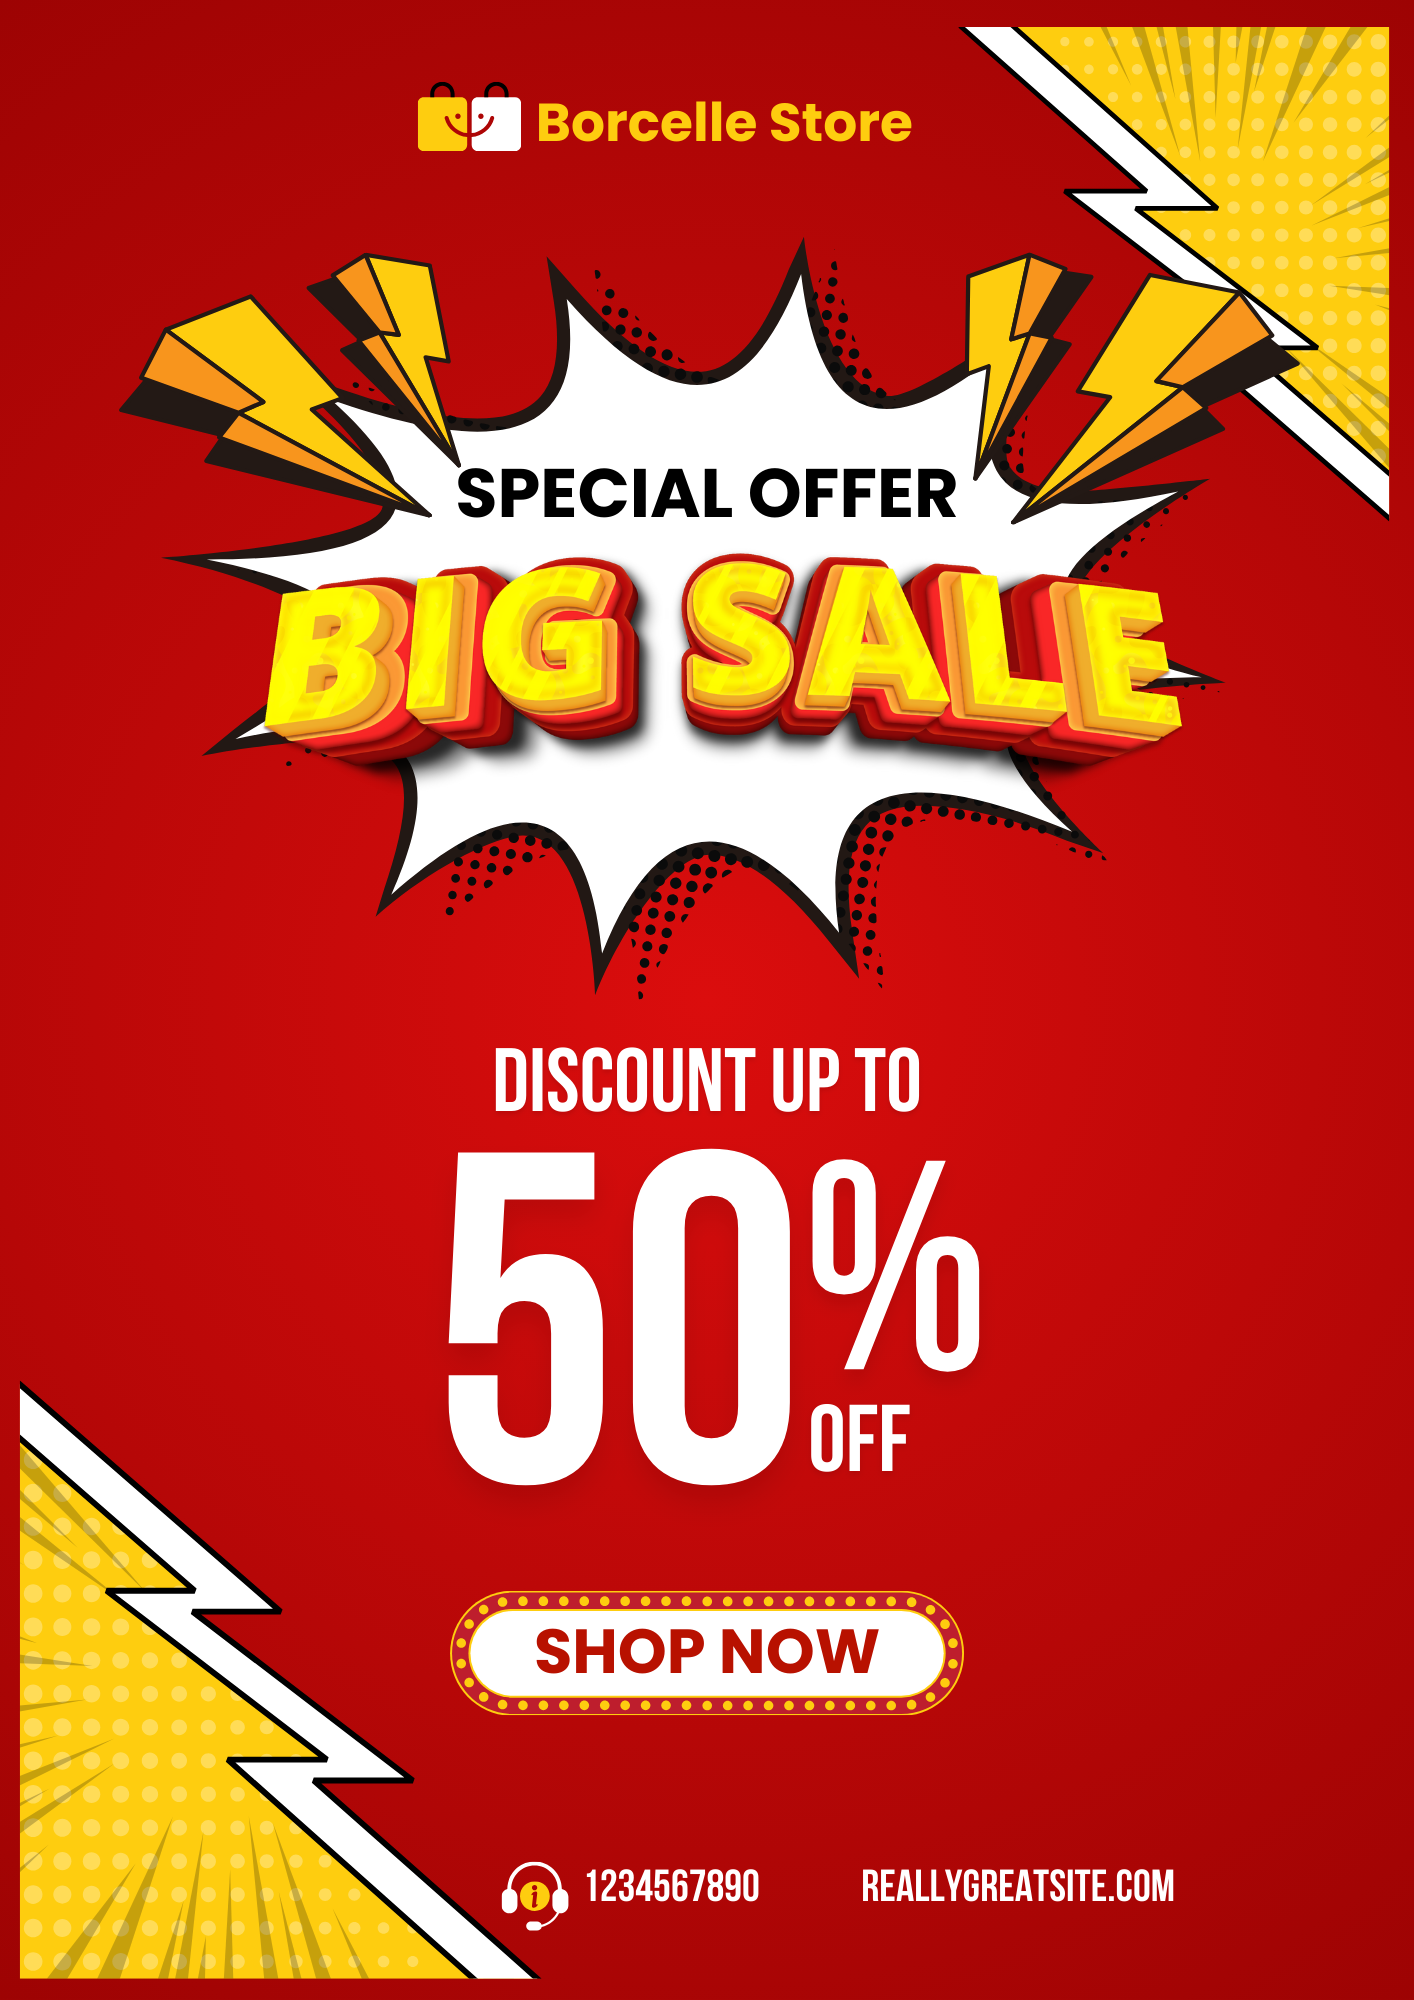 Borcelle Store
SPECIAL OFFER
BIG SALE
DISCOUNT UP TO
50%
OFF
SHOP NOW
i 1234567890 REALLYGREATSITE.COM